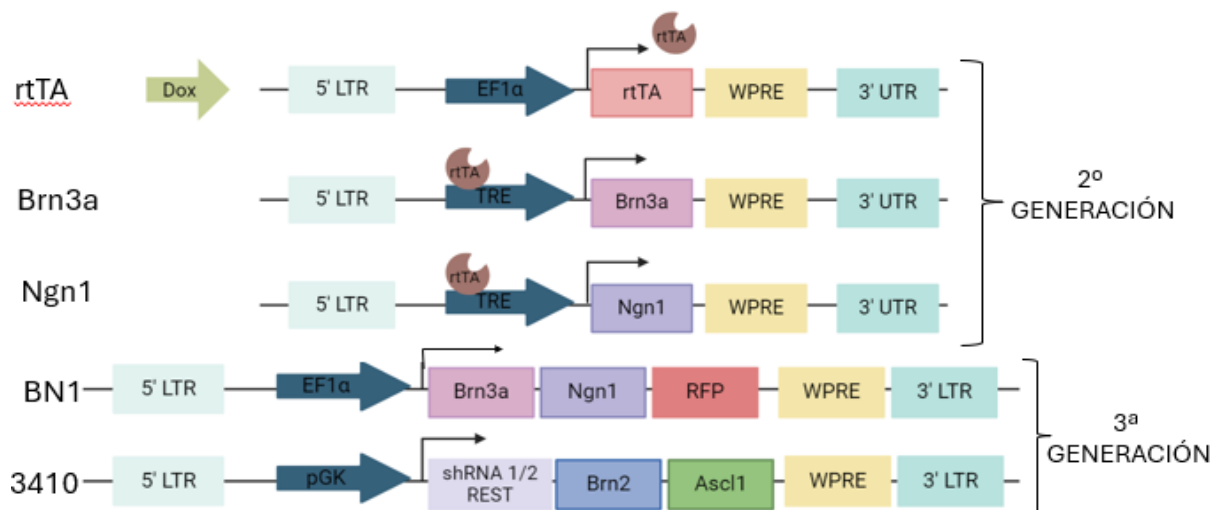 rtTA
rtTA Dox 5' LTR EF1α rtTA WPRE 3' UTR
rtTA
Brn3a 5' LTR TRE Brn3a WPRE 3' UTR
2º
GENERACIÓN
rtTA
Ngn1 5' LTR TRE Ngn1 WPRE 3' UTR
BN1 5' LTR EF1α Brn3a Ngn1 RFP WPRE 3' LTR
3ª
GENERACIÓN
3410 5' LTR pGK shRNA 1/2
REST Brn2 Ascl1 WPRE 3' LTR